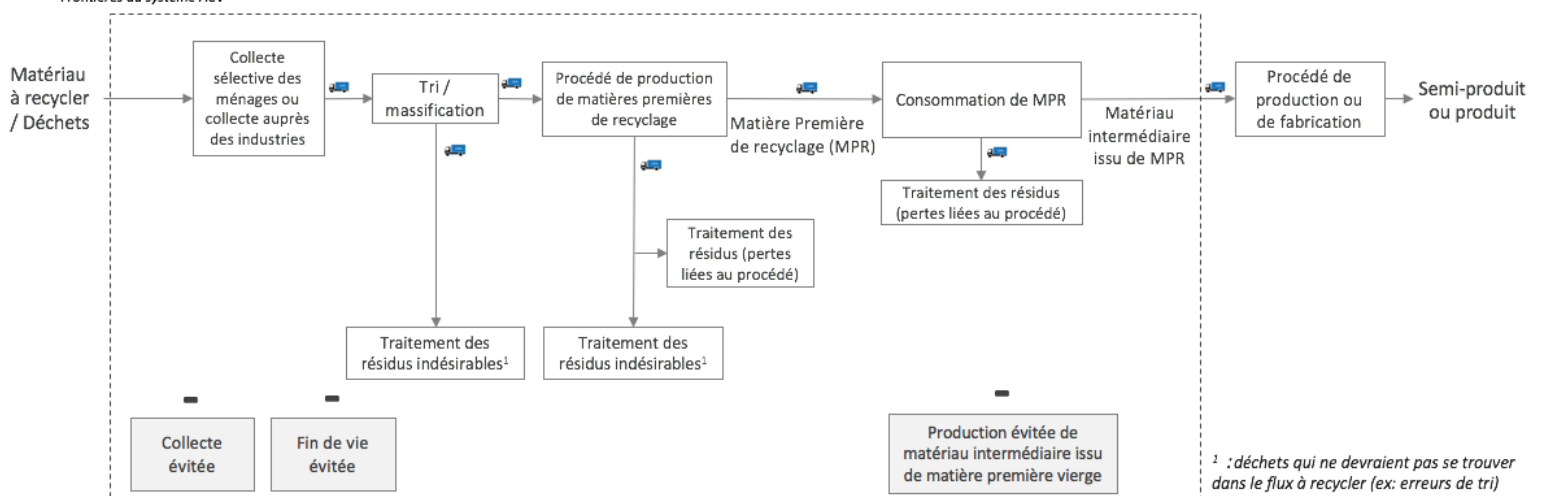 Frontières du système ACV
Matériau
à recycler
/ Déchets
Collecte
sélective des
ménages ou
collecte auprès
des industries
Tri /
massification
Procédé de production
de matières premières
de recyclage
Matière Première
de recyclage (MPR)
Consommation de MPR
Matériau
intermédiaire
issu de MPR
Procédé de
production ou
de fabrication
Semi-produit
ou produit
Traitement des résidus
(pertes liées au procédé)
Traitement des
résidus (pertes
liées au procédé)
Traitement des
résidus indésirables¹
Traitement des
résidus indésirables¹
Collecte
évitée
Fin de vie
évitée
Production évitée de
matériau intermédiaire issu
de matière première vierge
¹ : déchets qui ne devraient pas se trouver
dans le flux à recycler (ex: erreurs de tri)